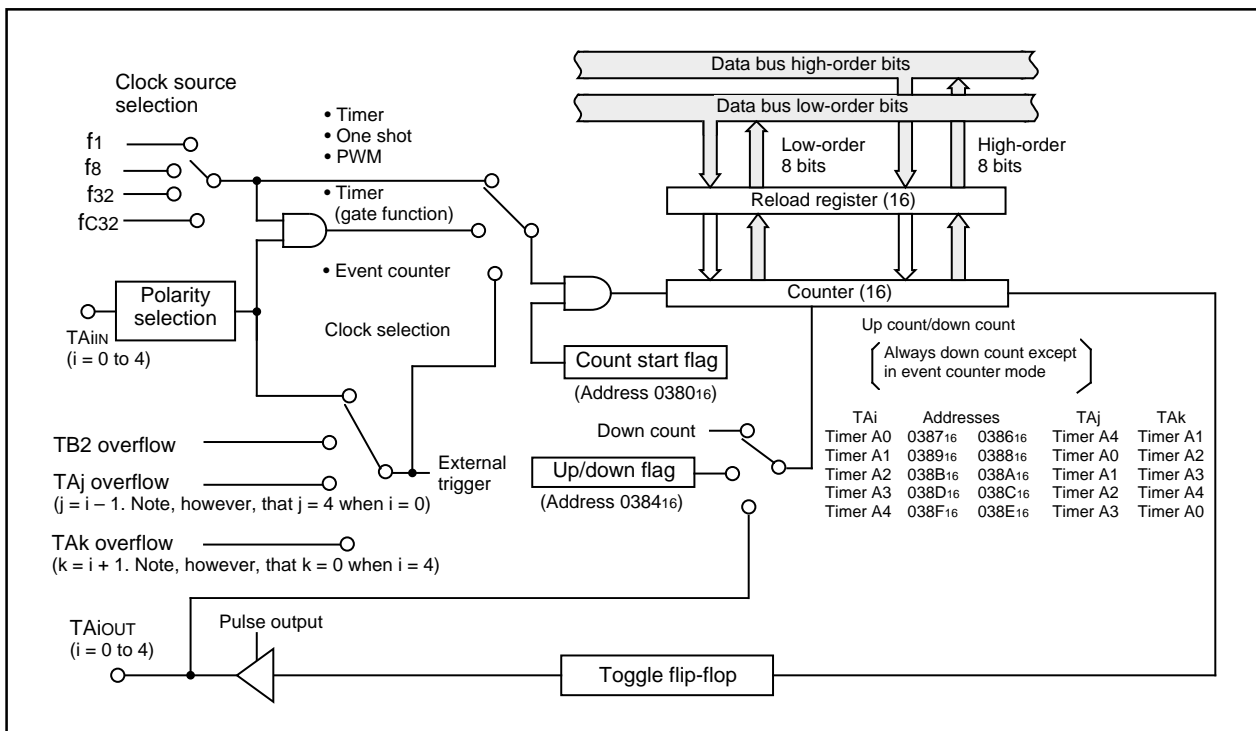 Clock source
selection
f1
f8
f32
fC32
• Timer
• One shot
• PWM
• Timer
(gate function)
• Event counter
Clock selection
Data bus high-order bits
Data bus low-order bits
Low-order
8 bits
High-order
8 bits
Reload register (16)
Counter (16)
Polarity
selection
TAiIN
(i = 0 to 4)
Up count/down count
Always down count except
in event counter mode
Count start flag
(Address 038016)
TB2 overflow
TAj overflow
(j = i – 1. Note, however, that j = 4 when i = 0)
TAk overflow
(k = i + 1. Note, however, that k = 0 when i = 4)
External
trigger
Down count
Up/down flag
(Address 038416)
TAi Addresses TAj TAk
Timer A0 038716 038616 Timer A4 Timer A1
Timer A1 038916 038816 Timer A0 Timer A2
Timer A2 038B16 038A16 Timer A1 Timer A3
Timer A3 038D16 038C16 Timer A2 Timer A4
Timer A4 038F16 038E16 Timer A3 Timer A0
TAiOUT
(i = 0 to 4)
Pulse output
Toggle flip-flop